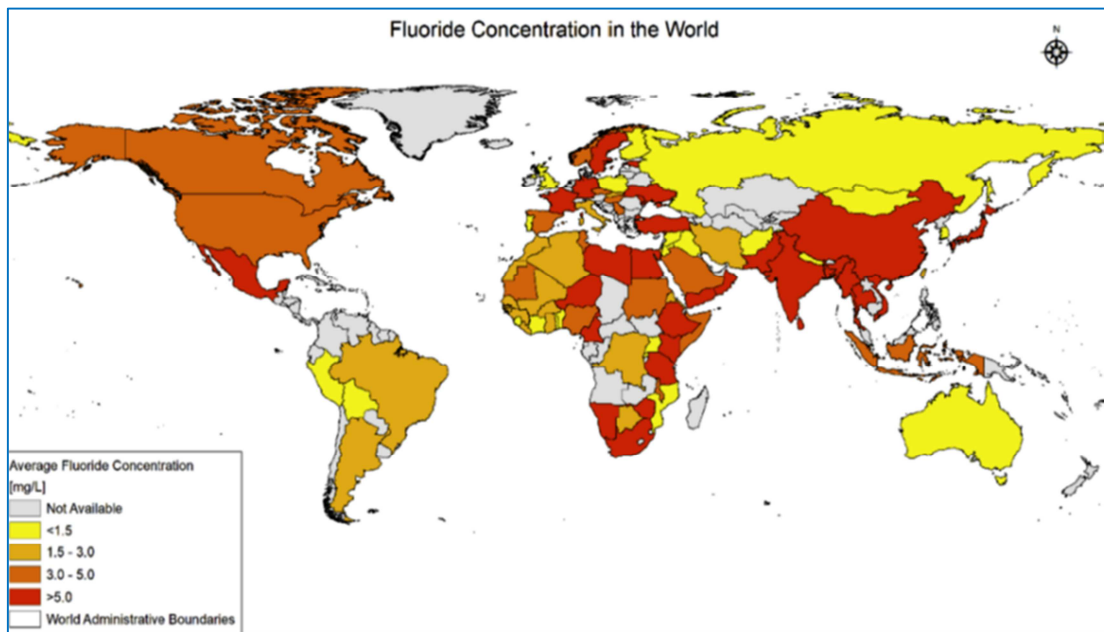 Fluoride Concentration in the World
N
Average Fluoride Concentration
[mg/L]
Not Available
<1.5
1.5 - 3.0
3.0 - 5.0
>5.0
World Administrative Boundaries